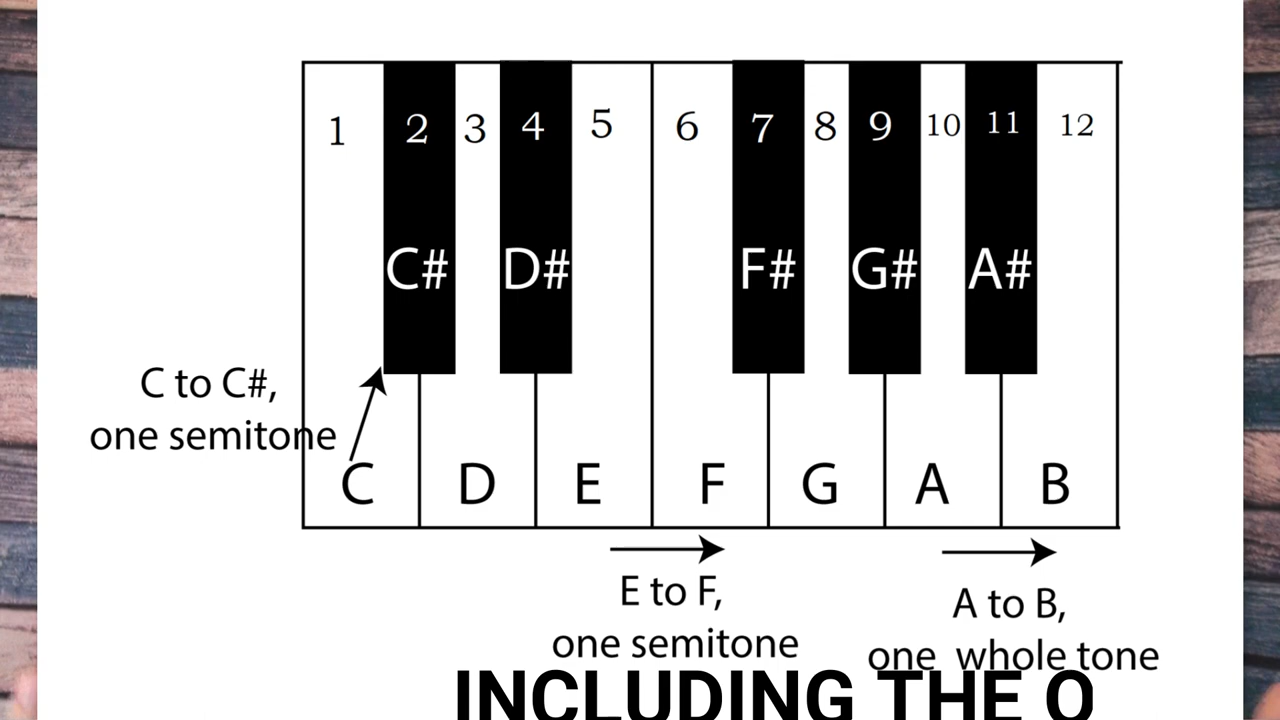 1 2 3 4 5 6 7 8 9 10 11 12
C# D# F# G# A#
C to C#,
one semitone
C D E F G A B
E to F,
one semitone
A to B,
one whole tone
INCLUDING THE